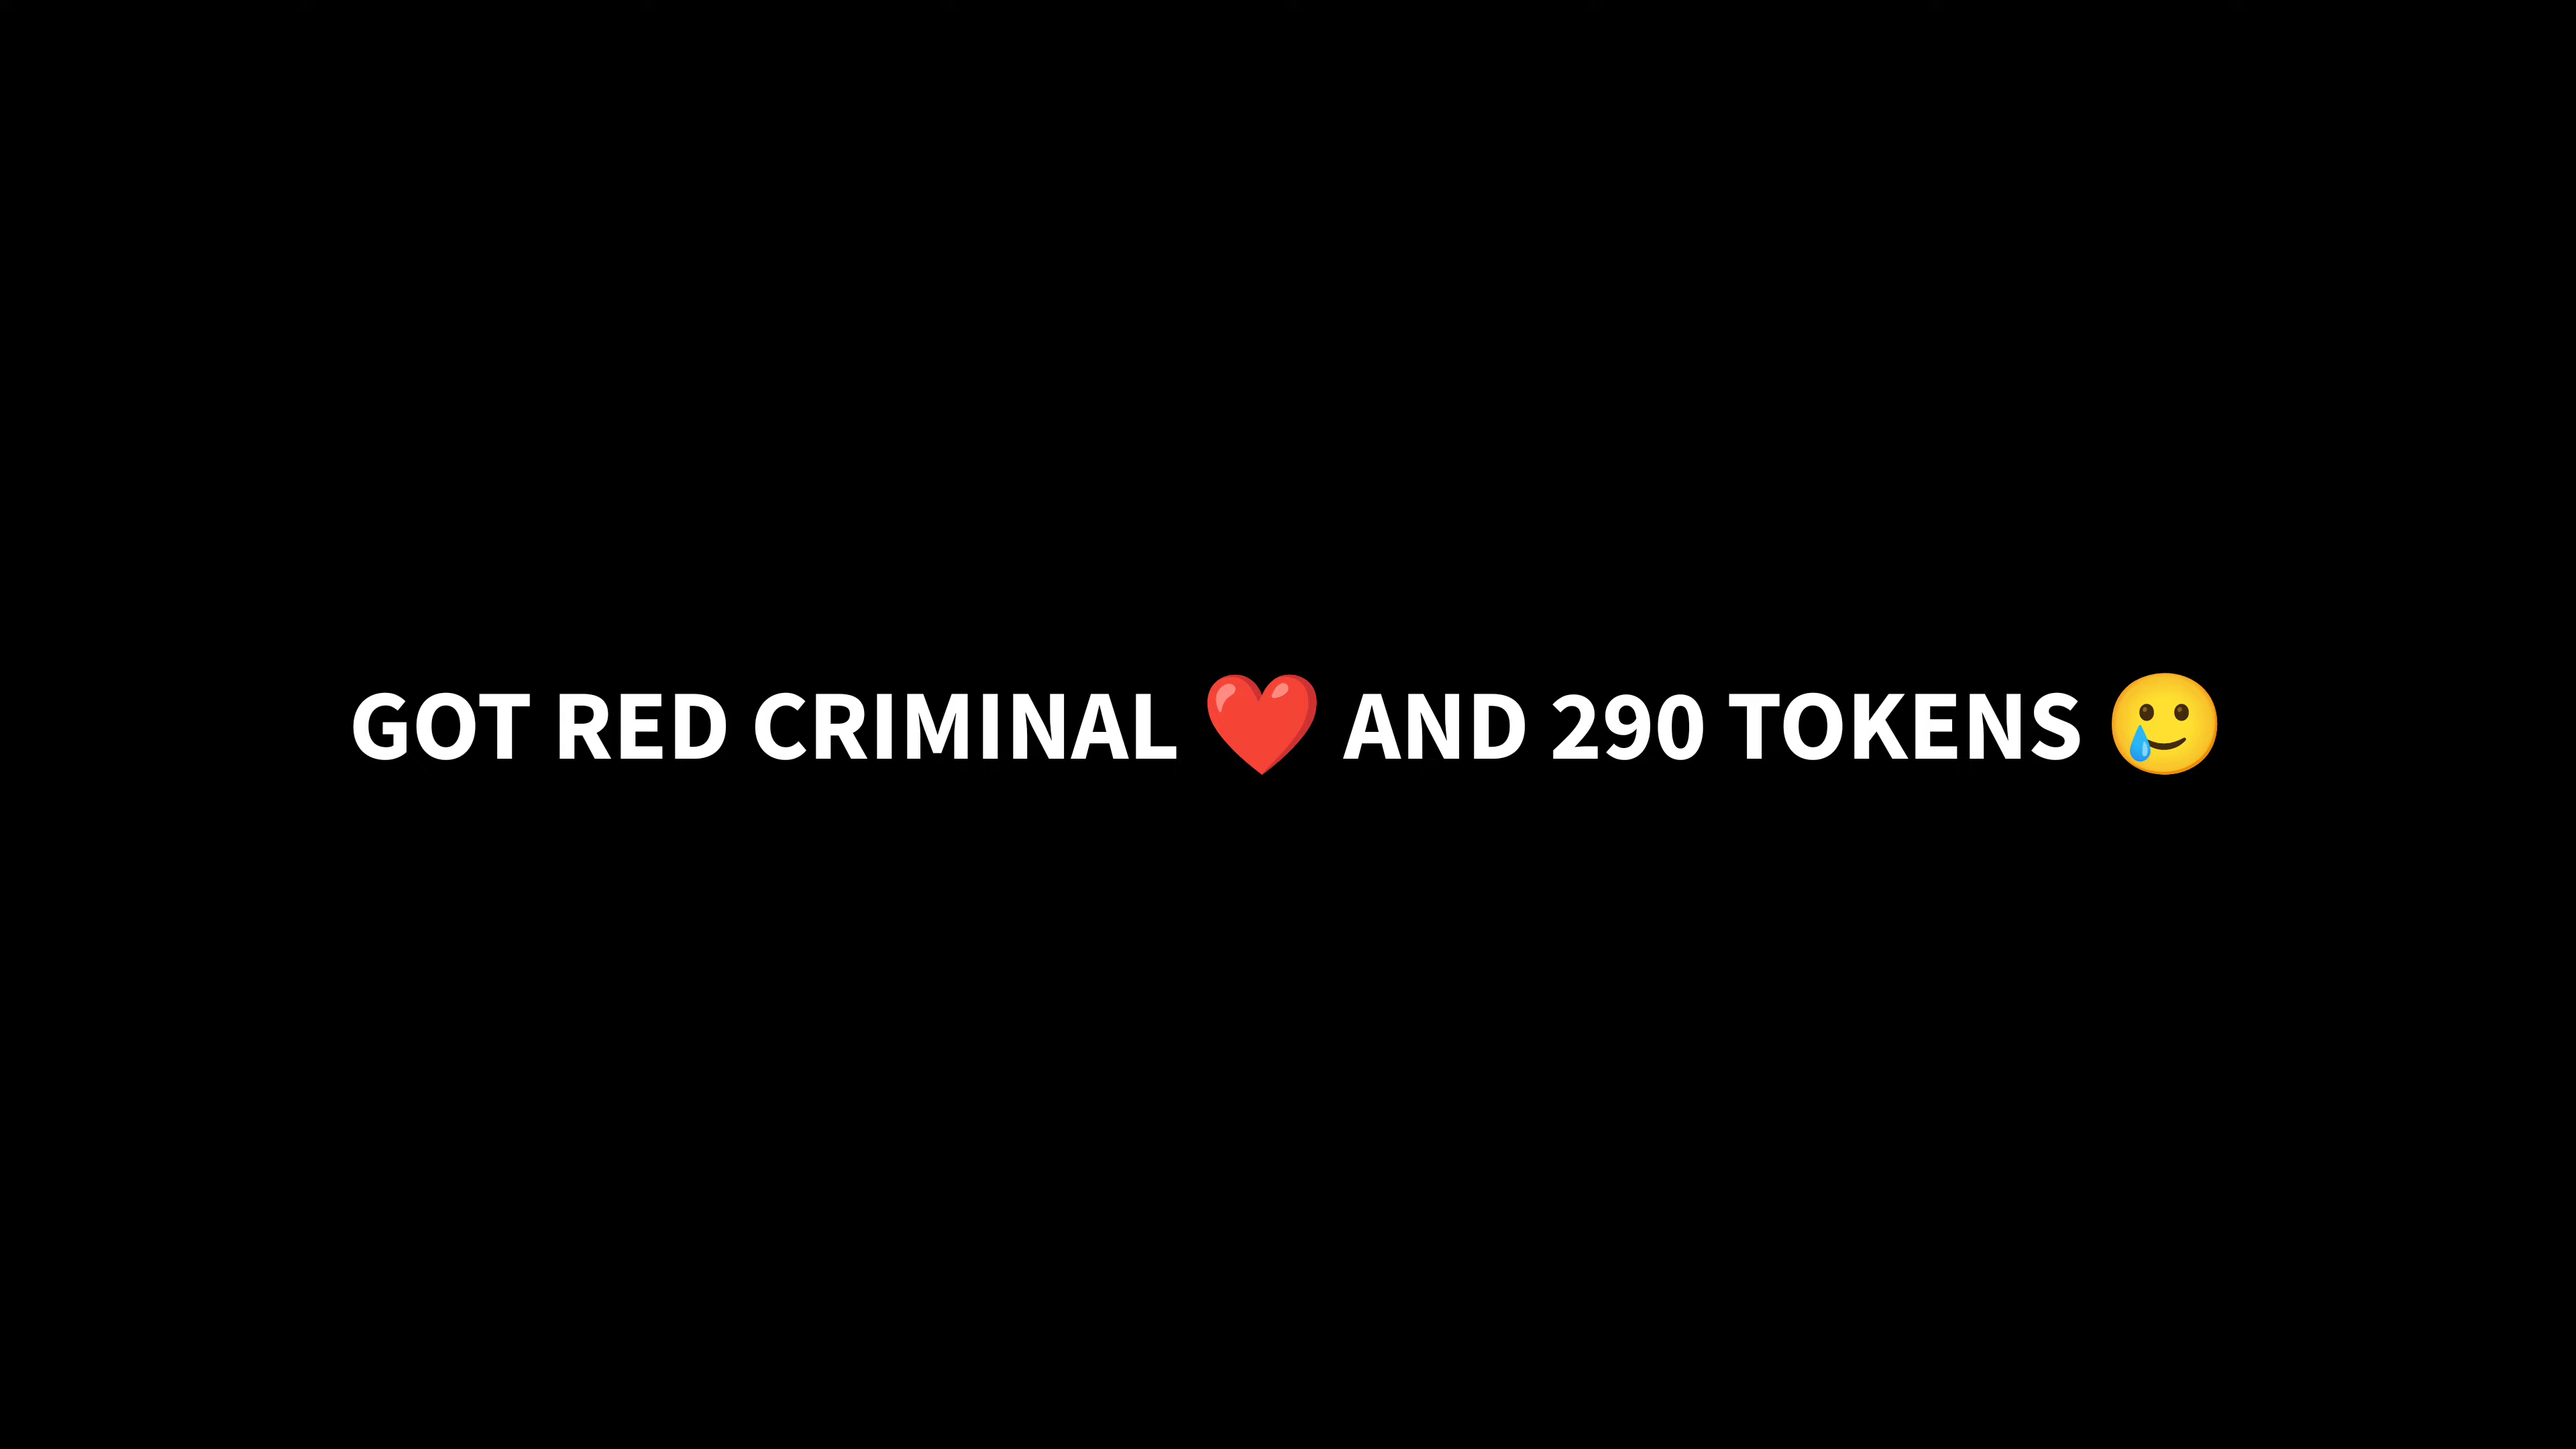 GOT RED CRIMINAL ❤️ AND 290 TOKENS 🥲